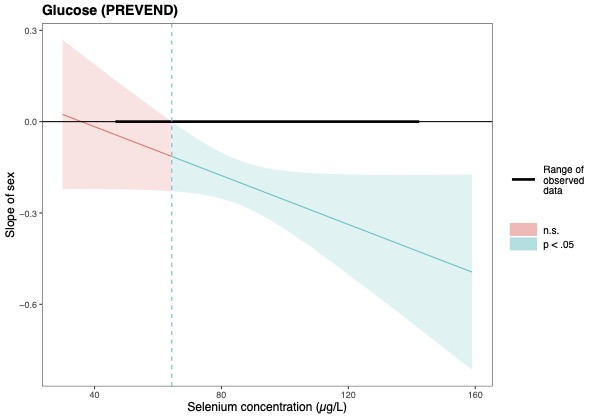 Glucose (PREVEND)
0.3
0.0
−0.3
−0.6
Slope of sex
40
80
120
160
Selenium concentration (μg/L)
Range of
observed
data
n.s.
p < .05